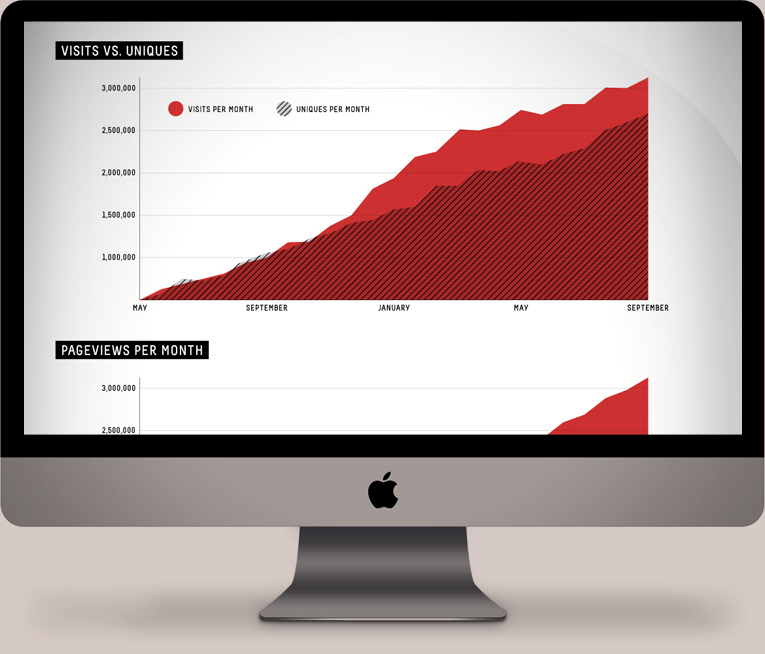 VISITS VS. UNIQUES
3,000,000
VISITS PER MONTH UNIQUES PER MONTH
2,500,000
2,000,000
1,500,000
1,000,000
MAY SEPTEMBER JANUARY MAY SEPTEMBER
PAGEVIEWS PER MONTH
3,000,000
2,500,000